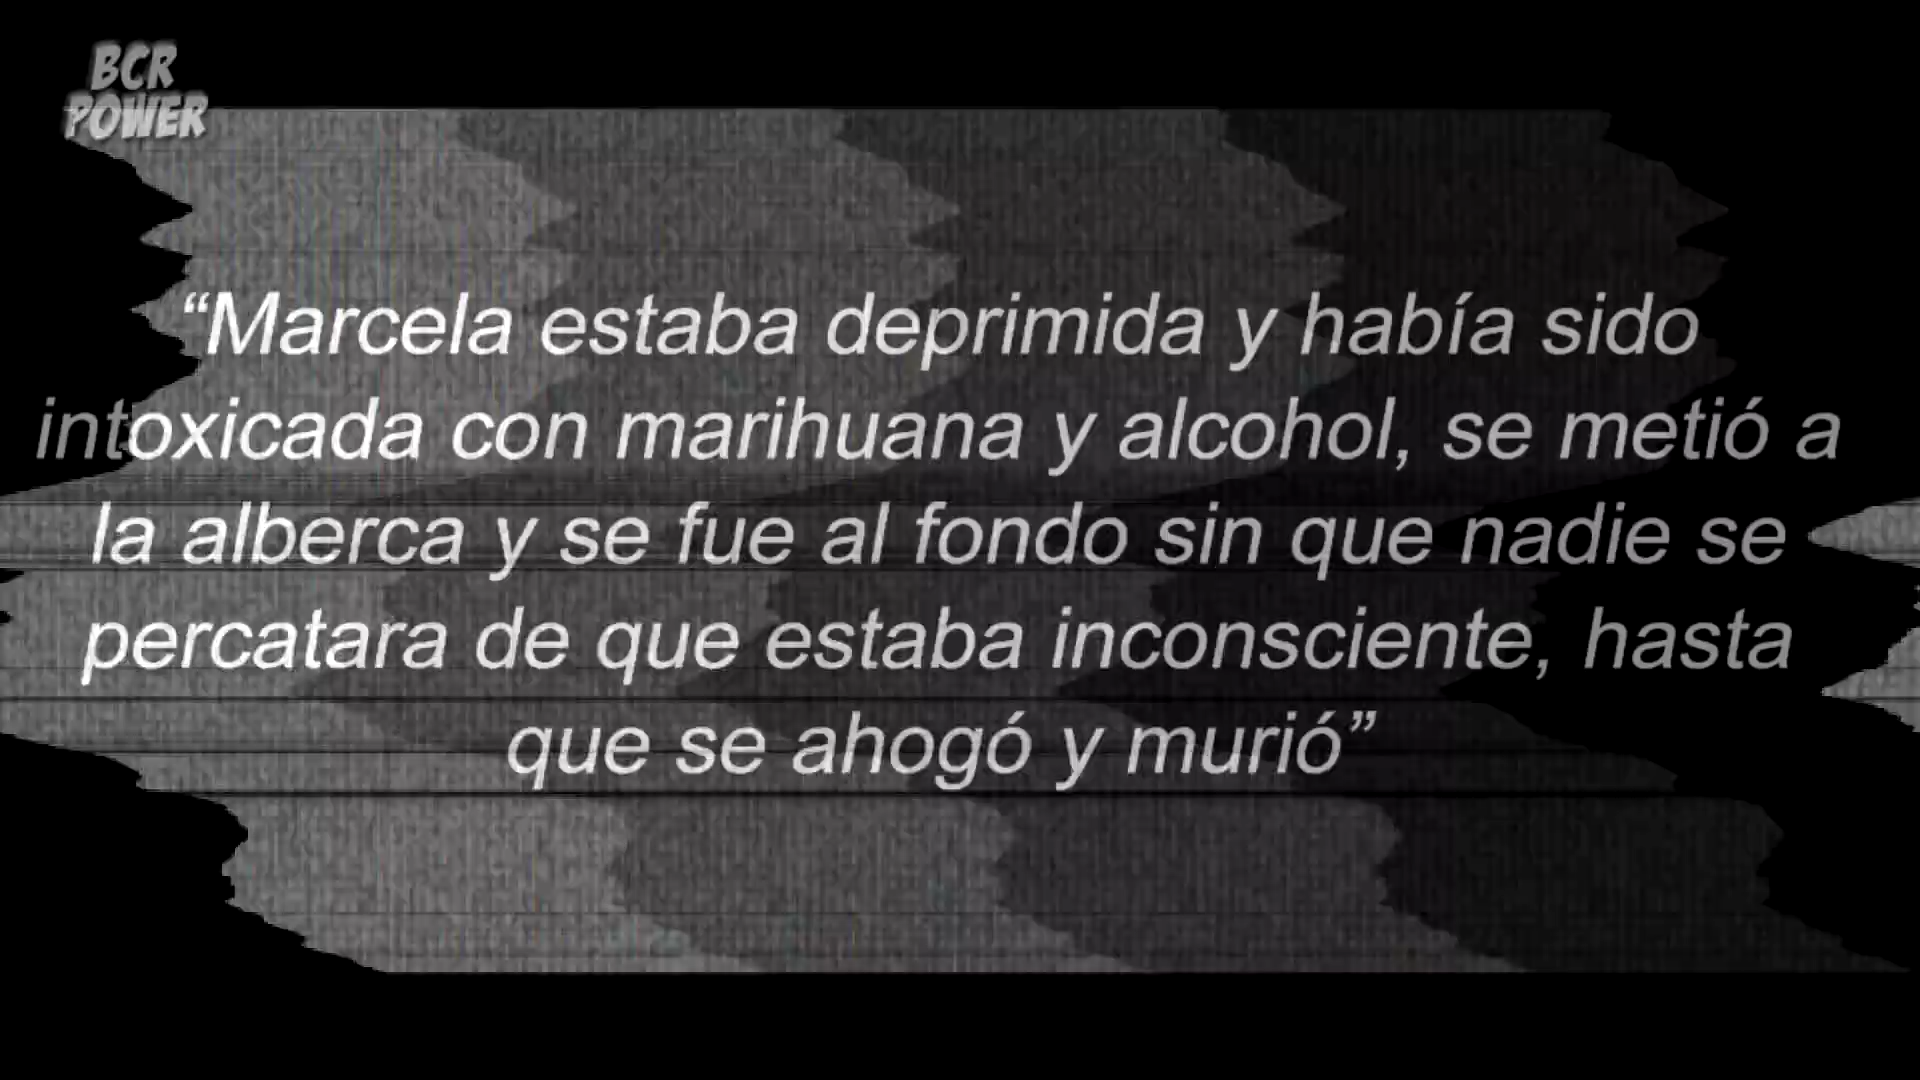 BCR
POWER
“Marcela estaba deprimida y había sido
intoxicada con marihuana y alcohol, se metió a
la alberca y se fue al fondo sin que nadie se
percatara de que estaba inconsciente, hasta
que se ahogó y murió”